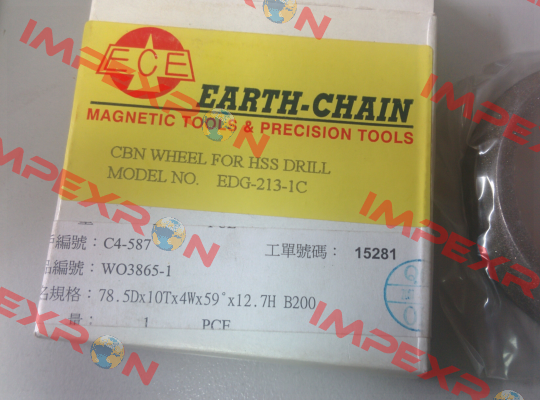 ECE
EARTH-CHAIN
MAGNETIC TOOLS & PRECISION TOOLS
CBN WHEEL FOR HSS DRILL
MODEL NO. EDG-213-1C
編號：C4-587 工單號碼： 15281
編號：WO3865-1
規格：78.5Dx10Tx4Wx59°x12.7H B200
量： 1 PCE
IMPEXRON
IMPEXRON
IMPEXRON
IMPEXRON
IMPEXRON